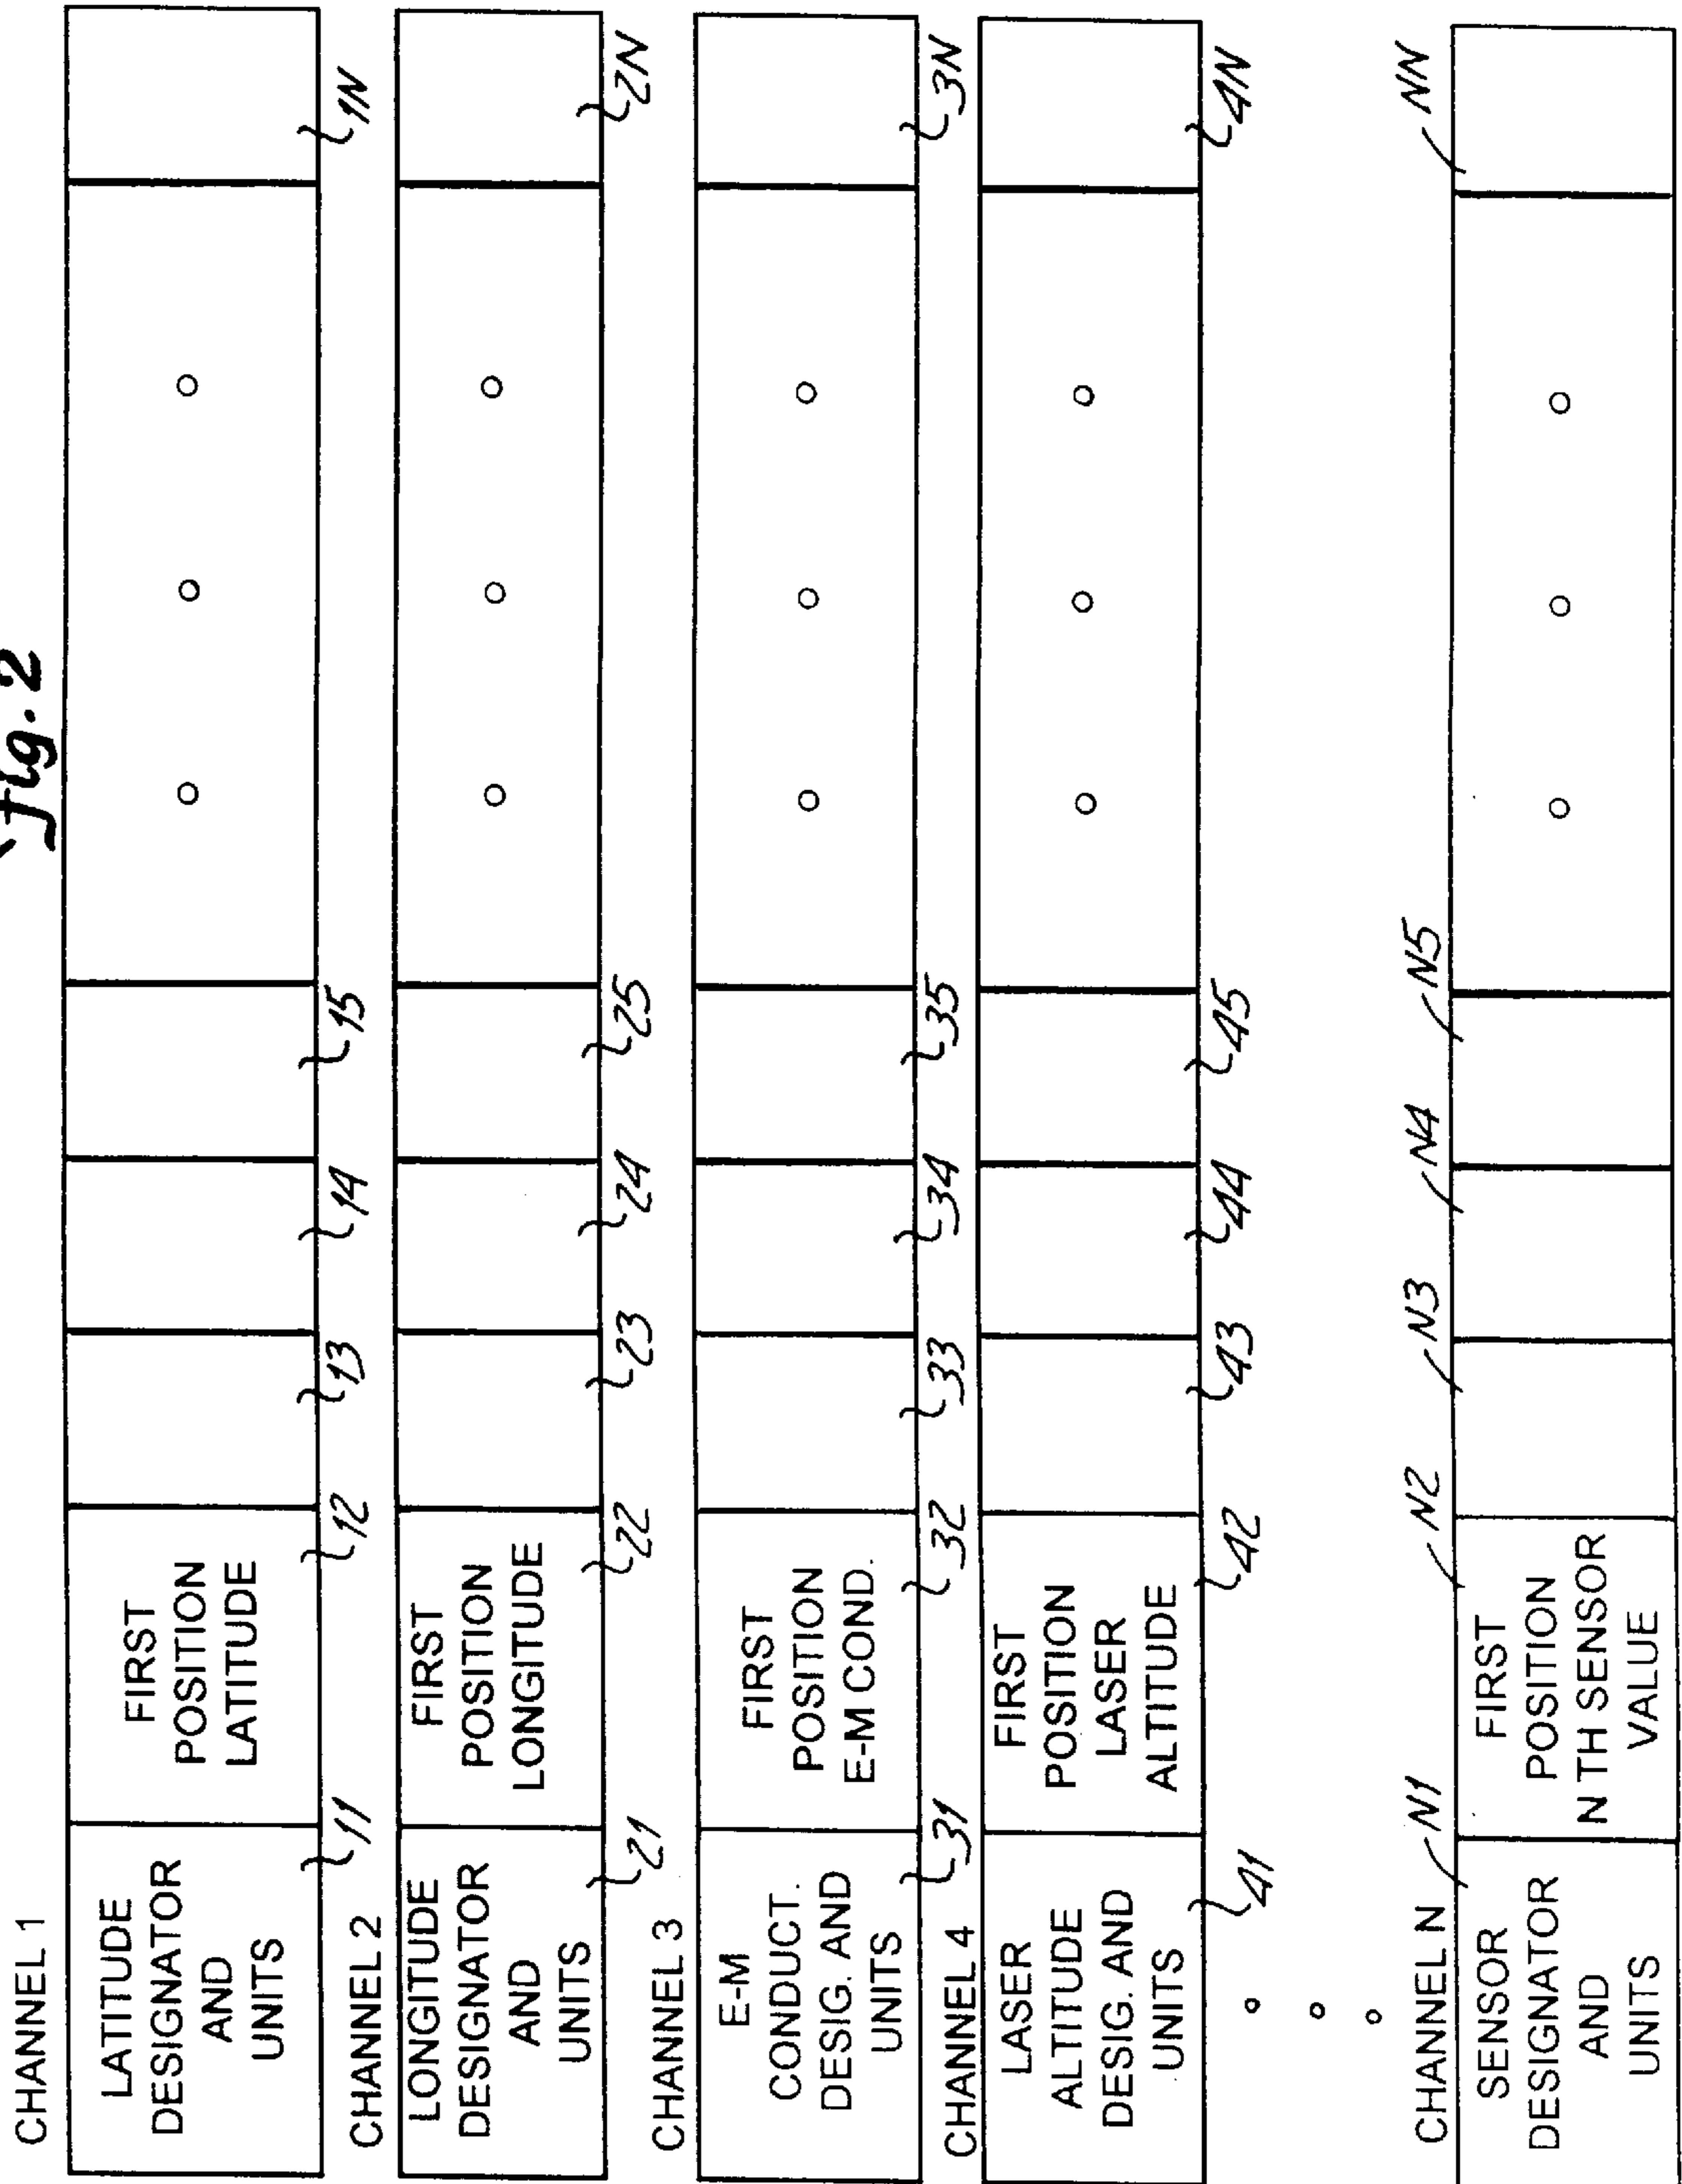 fig. 2
CHANNEL 1
LATITUDE
DESIGNATOR
AND
UNITS
11
FIRST
POSITION
LATITUDE
12
13
14
15
1N
CHANNEL 2
LONGITUDE
DESIGNATOR
AND
UNITS
21
FIRST
POSITION
LONGITUDE
22
23
24
25
2N
CHANNEL 3
E-M
CONDUCT.
DESIG. AND
UNITS
31
FIRST
POSITION
E-M COND.
32
33
34
35
3N
CHANNEL 4
LASER
ALTITUDE
DESIG. AND
UNITS
41
FIRST
POSITION
LASER
ALTITUDE
42
43
44
45
4N
CHANNEL N
SENSOR
DESIGNATOR
AND
UNITS
N1
FIRST
POSITION
N TH SENSOR
VALUE
N2
N3
N4
N5
NN